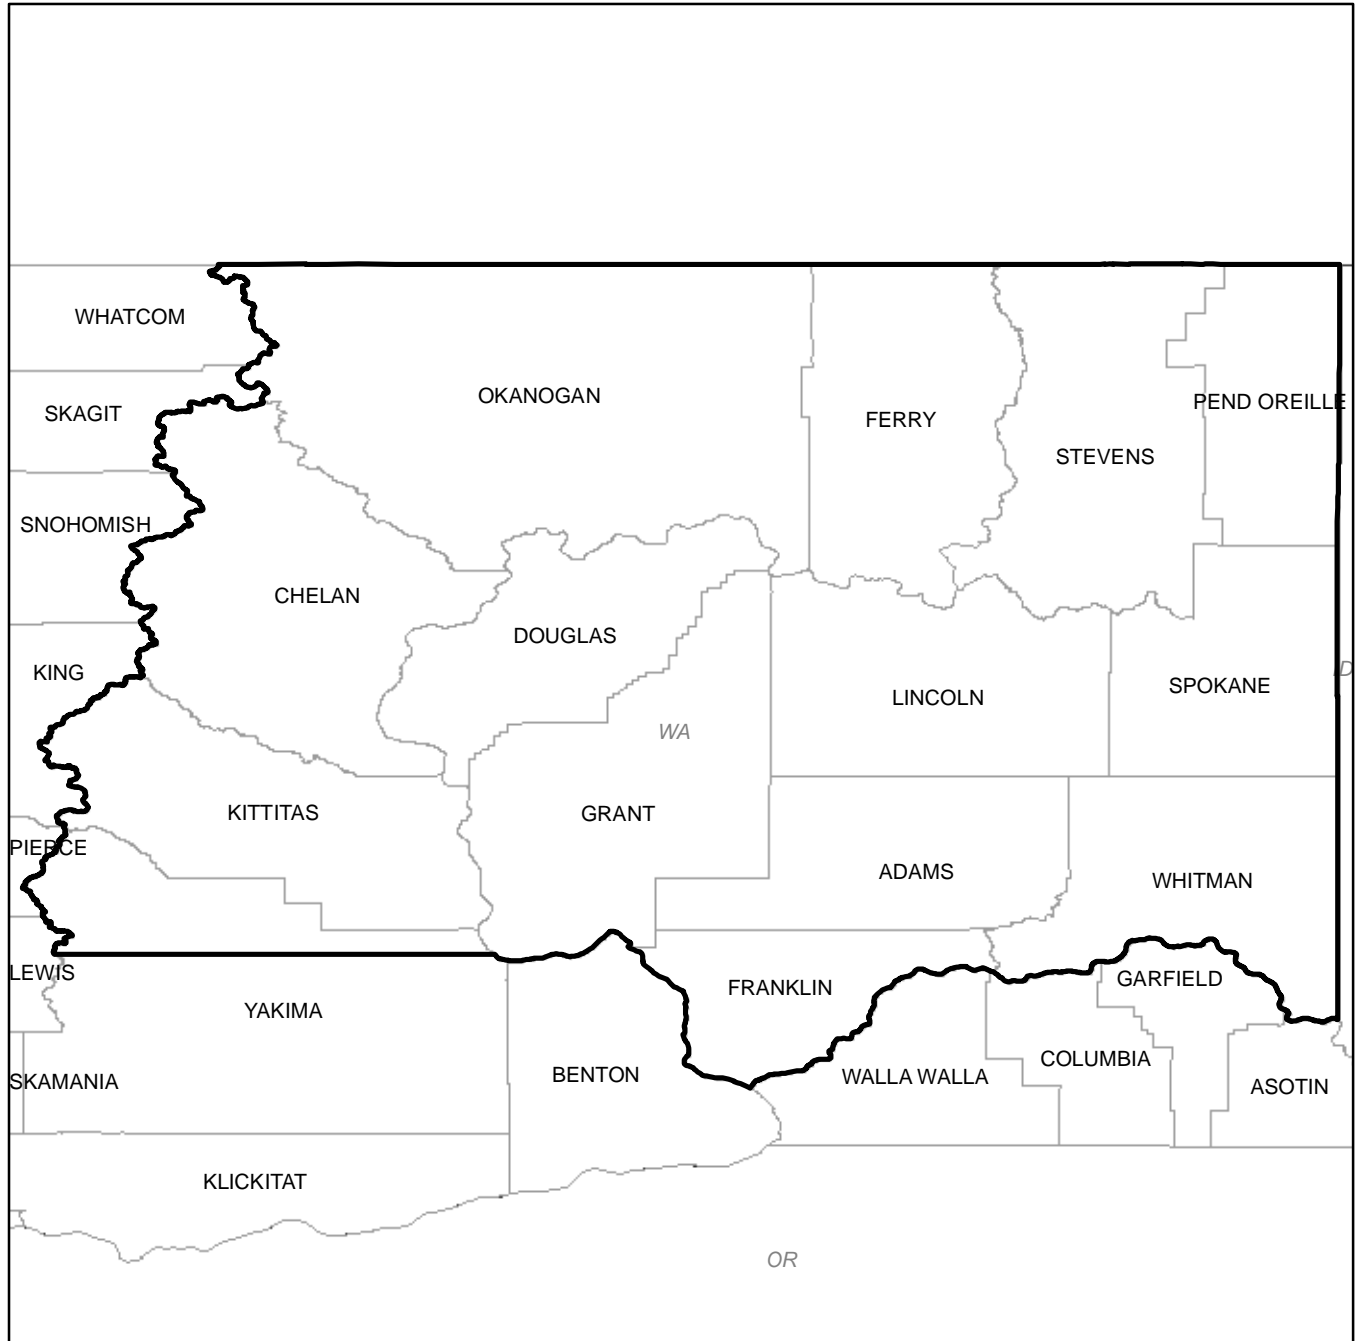 WHATCOM
OKANOGAN
PEND OREILLE
SKAGIT
FERRY
STEVENS
SNOHOMISH
CHELAN
DOUGLAS
KING
D
SPOKANE
LINCOLN
WA
KITTITAS
GRANT
PIERCE
ADAMS
WHITMAN
LEWIS
GARFIELD
FRANKLIN
YAKIMA
COLUMBIA
BENTON
WALLA WALLA
SKAMANIA
ASOTIN
KLICKITAT
OR